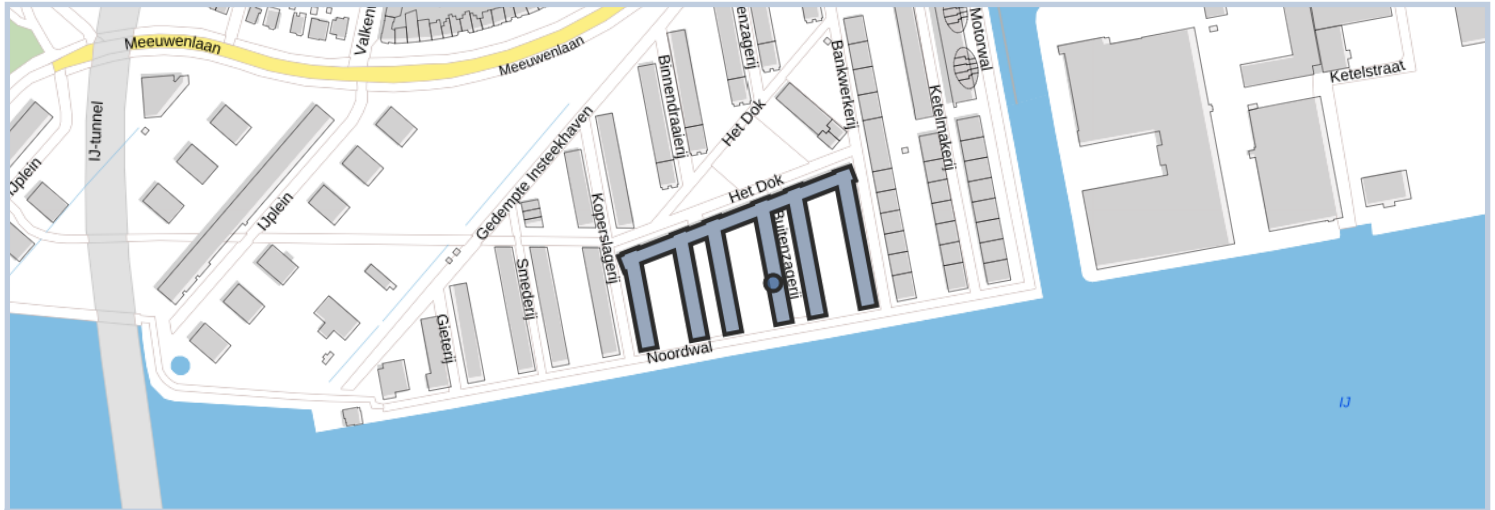 Meeuwenlaan
Valken
enzagerij
Motorwal
Meeuwenlaan
Bankwerkerij
Ketelstraat
Binnendraaierij
Ketelmakerij
IJ-tunnel
Het Dok
Gedempte Insteekhaven
IJplein
Het Dok
IJplein
Koperslagerij
Buitenzagerij
Smederij
Gieterij
Noordwal
IJ